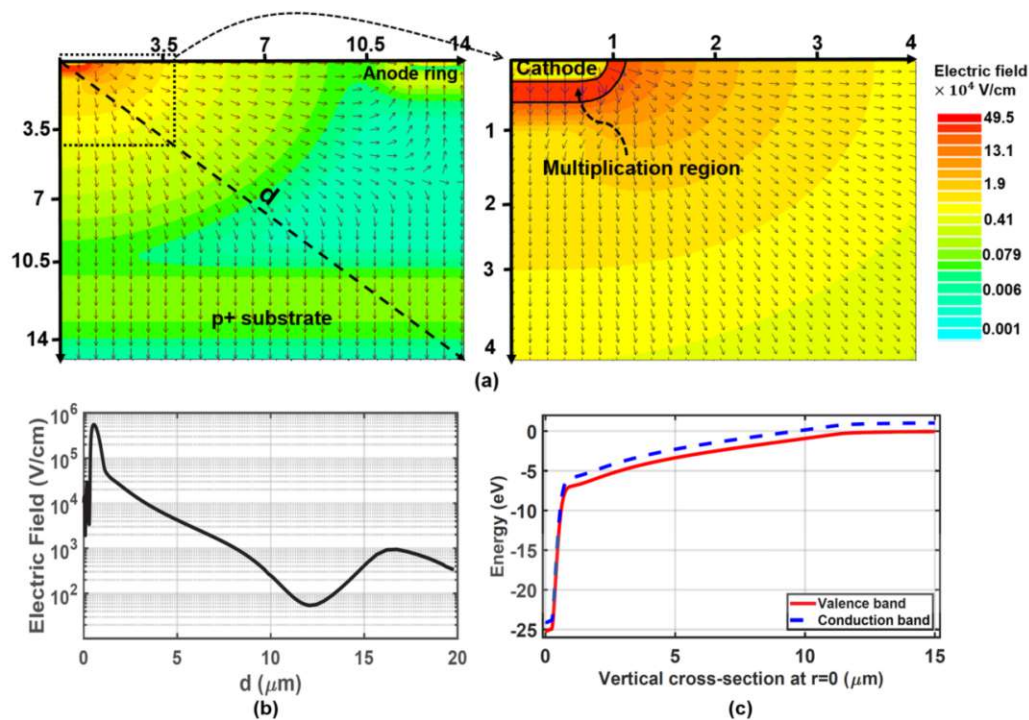 3.5 7 10.5 14
Anode ring
3.5
7
10.5
14
d
p+ substrate
1 2 3 4
Cathode
1
2
3
4
Multiplication region
Electric field
× 10⁴ V/cm
49.5
13.1
1.9
0.41
0.079
0.006
0.001
(a)
Electric Field (V/cm)
10⁶
10⁵
10⁴
10³
10²
0 5 10 15 20
d (μm)
(b)
Energy (eV)
0
-5
-10
-15
-20
-25
Valence band
Conduction band
0 5 10 15
Vertical cross-section at r=0 (μm)
(c)